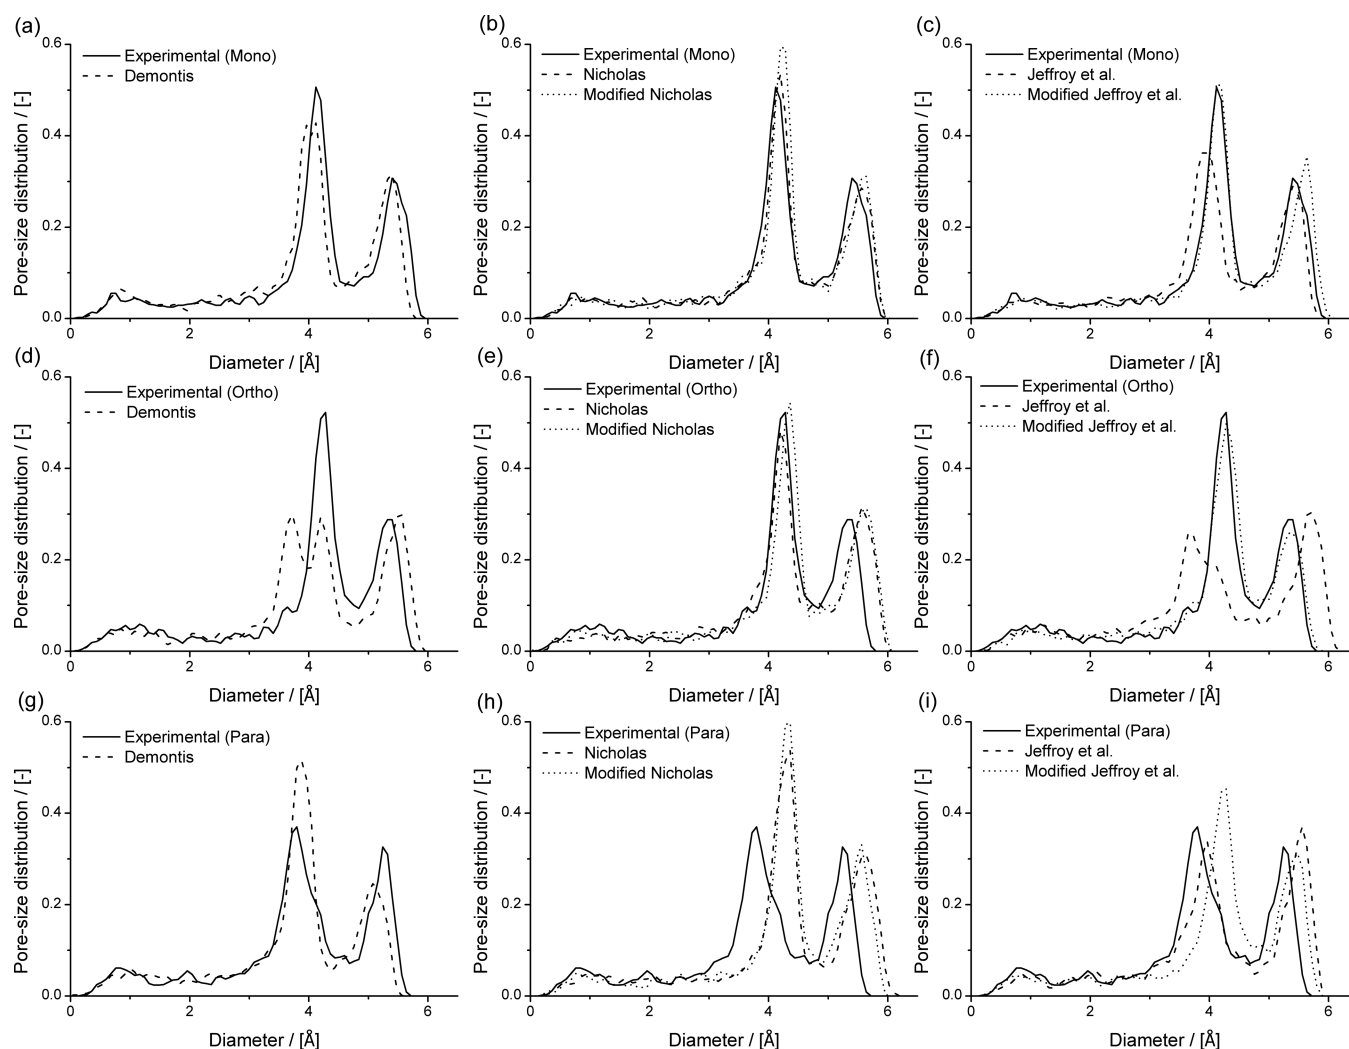 (a)
Experimental (Mono)
Demontis
Pore-size distribution / [-]
0.6
0.4
0.2
0.0
0 2 4 6
Diameter / [Å]
(b)
Experimental (Mono)
Nicholas
Modified Nicholas
Pore-size distribution / [-]
0.6
0.4
0.2
0.0
0 2 4 6
Diameter / [Å]
(c)
Experimental (Mono)
Jeffroy et al.
Modified Jeffroy et al.
Pore-size distribution / [-]
0.6
0.4
0.2
0.0
0 2 4 6
Diameter / [Å]
(d)
Experimental (Ortho)
Demontis
Pore-size distribution / [-]
0.6
0.4
0.2
0.0
0 2 4 6
Diameter / [Å]
(e)
Experimental (Ortho)
Nicholas
Modified Nicholas
Pore-size distribution / [-]
0.6
0.4
0.2
0.0
0 2 4 6
Diameter / [Å]
(f)
Experimental (Ortho)
Jeffroy et al.
Modified Jeffroy et al.
Pore-size distribution / [-]
0.6
0.4
0.2
0.0
0 2 4 6
Diameter / [Å]
(g)
Experimental (Para)
Demontis
Pore-size distribution / [-]
0.6
0.4
0.2
0.0
0 2 4 6
Diameter / [Å]
(h)
Experimental (Para)
Nicholas
Modified Nicholas
Pore-size distribution / [-]
0.6
0.4
0.2
0.0
0 2 4 6
Diameter / [Å]
(i)
Experimental (Para)
Jeffroy et al.
Modified Jeffroy et al.
Pore-size distribution / [-]
0.6
0.4
0.2
0.0
0 2 4 6
Diameter / [Å]